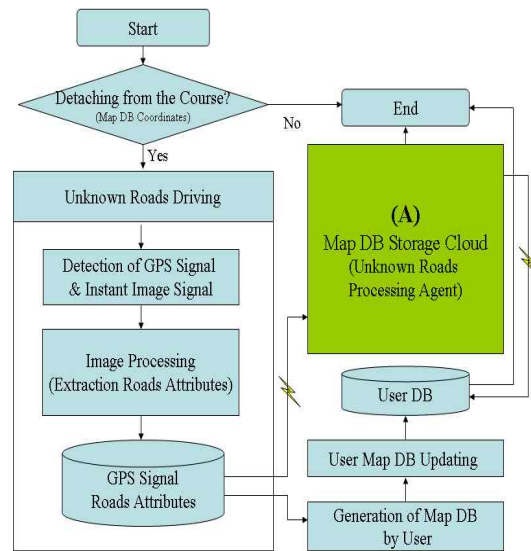 Start
Detaching from the Course?
(Map DB Coordinates)
No
Yes
End
Unknown Roads Driving
Detection of GPS Signal
& Instant Image Signal
Image Processing
(Extraction Roads Attributes)
GPS Signal
Roads Attributes
(A)
Map DB Storage Cloud
(Unknown Roads
Processing Agent)
User DB
User Map DB Updating
Generation of Map DB
by User